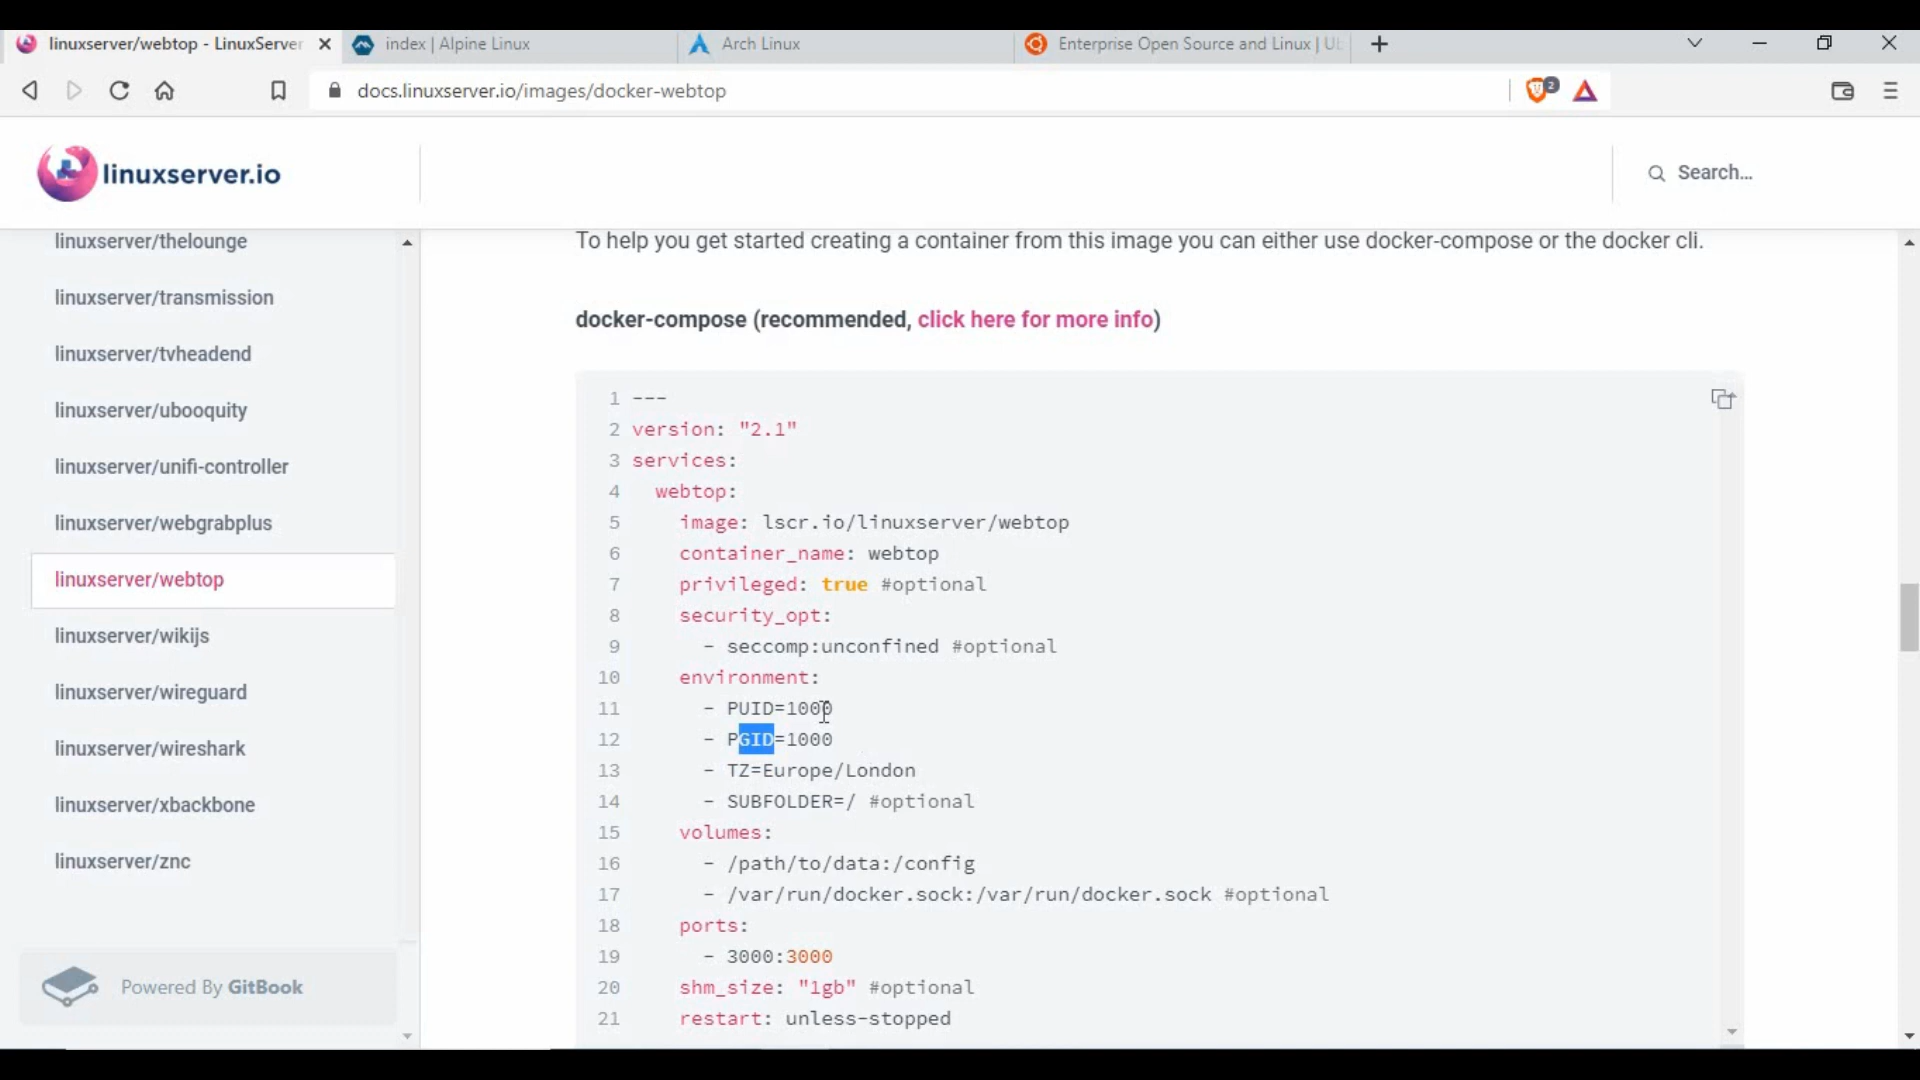 linuxserver/webtop - LinuxServer
index | Alpine Linux
Arch Linux
Enterprise Open Source and Linux | Ub
docs.linuxserver.io/images/docker-webtop
2
linuxserver.io
Search...
linuxserver/thelounge
linuxserver/transmission
linuxserver/tvheadend
linuxserver/ubooquity
linuxserver/unifi-controller
linuxserver/webgrabplus
linuxserver/webtop
linuxserver/wikijs
linuxserver/wireguard
linuxserver/wireshark
linuxserver/xbackbone
linuxserver/znc
Powered By GitBook
To help you get started creating a container from this image you can either use docker-compose or the docker cli.
docker-compose (recommended, click here for more info)
1 ---
2 version: "2.1"
3 services:
4   webtop:
5     image: lscr.io/linuxserver/webtop
6     container_name: webtop
7     privileged: true #optional
8     security_opt:
9       - seccomp:unconfined #optional
10     environment:
11       - PUID=1000
12       - PGID=1000
13       - TZ=Europe/London
14       - SUBFOLDER=/ #optional
15     volumes:
16       - /path/to/data:/config
17       - /var/run/docker.sock:/var/run/docker.sock #optional
18     ports:
19       - 3000:3000
20     shm_size: "1gb" #optional
21     restart: unless-stopped